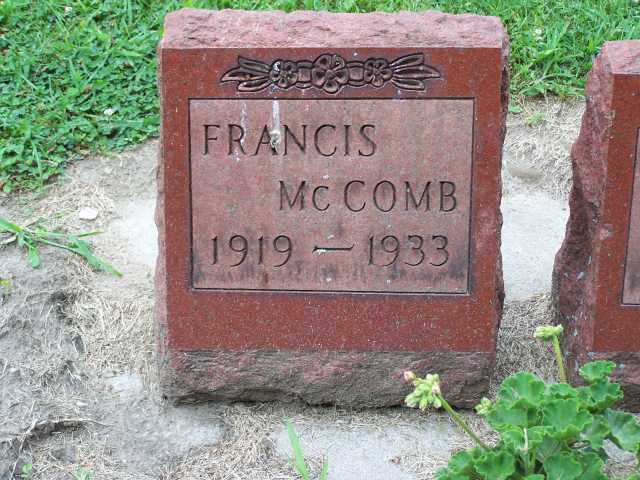 FRANCIS
McCOMB
1919 — 1933